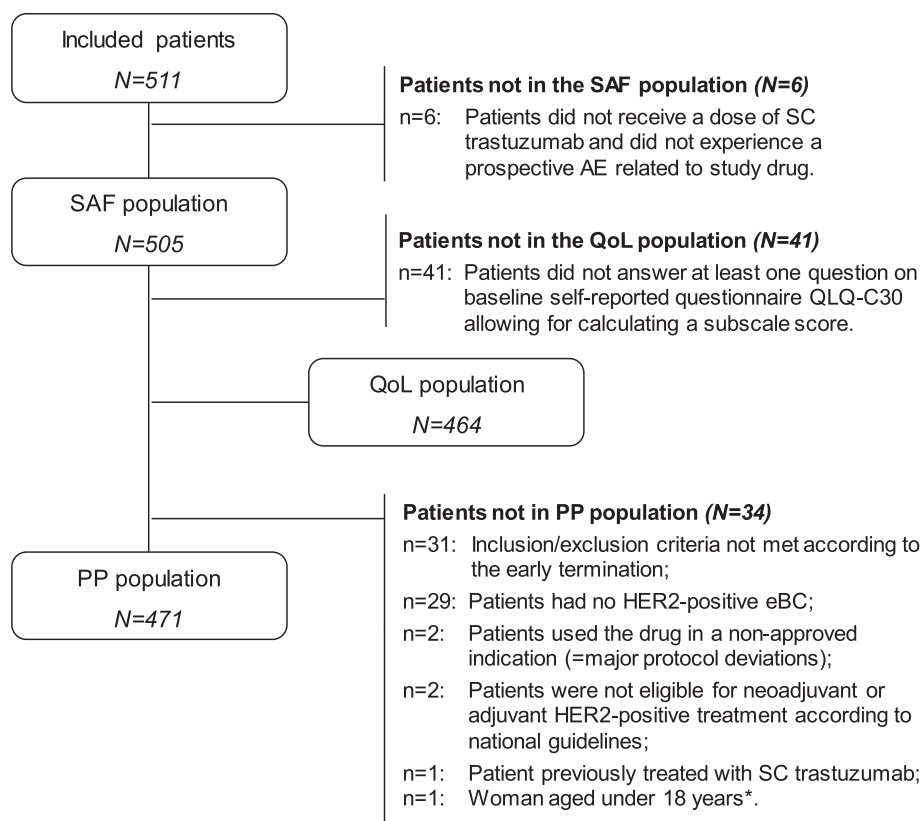 Included patients
N=511
Patients not in the SAF population (N=6)
n=6: Patients did not receive a dose of SC
trastuzumab and did not experience a
prospective AE related to study drug.
SAF population
N=505
Patients not in the QoL population (N=41)
n=41: Patients did not answer at least one question on
baseline self-reported questionnaire QLQ-C30
allowing for calculating a subscale score.
QoL population
N=464
Patients not in PP population (N=34)
n=31: Inclusion/exclusion criteria not met according to
the early termination;
n=29: Patients had no HER2-positive eBC;
n=2: Patients used the drug in a non-approved
indication (=major protocol deviations);
n=2: Patients were not eligible for neoadjuvant or
adjuvant HER2-positive treatment according to
national guidelines;
n=1: Patient previously treated with SC trastuzumab;
n=1: Woman aged under 18 years*.
PP population
N=471